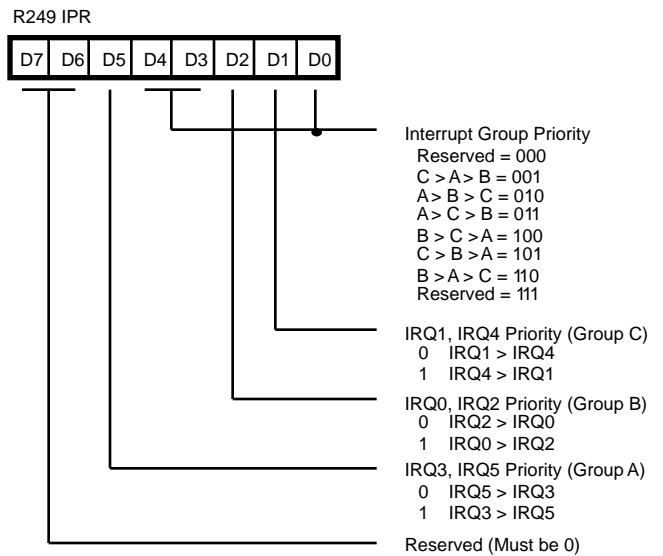 R249 IPR
D7 D6 D5 D4 D3 D2 D1 D0
Interrupt Group Priority
Reserved = 000
C > A > B = 001
A > B > C = 010
A > C > B = 011
B > C > A = 100
C > B > A = 101
B > A > C = 110
Reserved = 111
IRQ1, IRQ4 Priority (Group C)
0 IRQ1 > IRQ4
1 IRQ4 > IRQ1
IRQ0, IRQ2 Priority (Group B)
0 IRQ2 > IRQ0
1 IRQ0 > IRQ2
IRQ3, IRQ5 Priority (Group A)
0 IRQ5 > IRQ3
1 IRQ3 > IRQ5
Reserved (Must be 0)